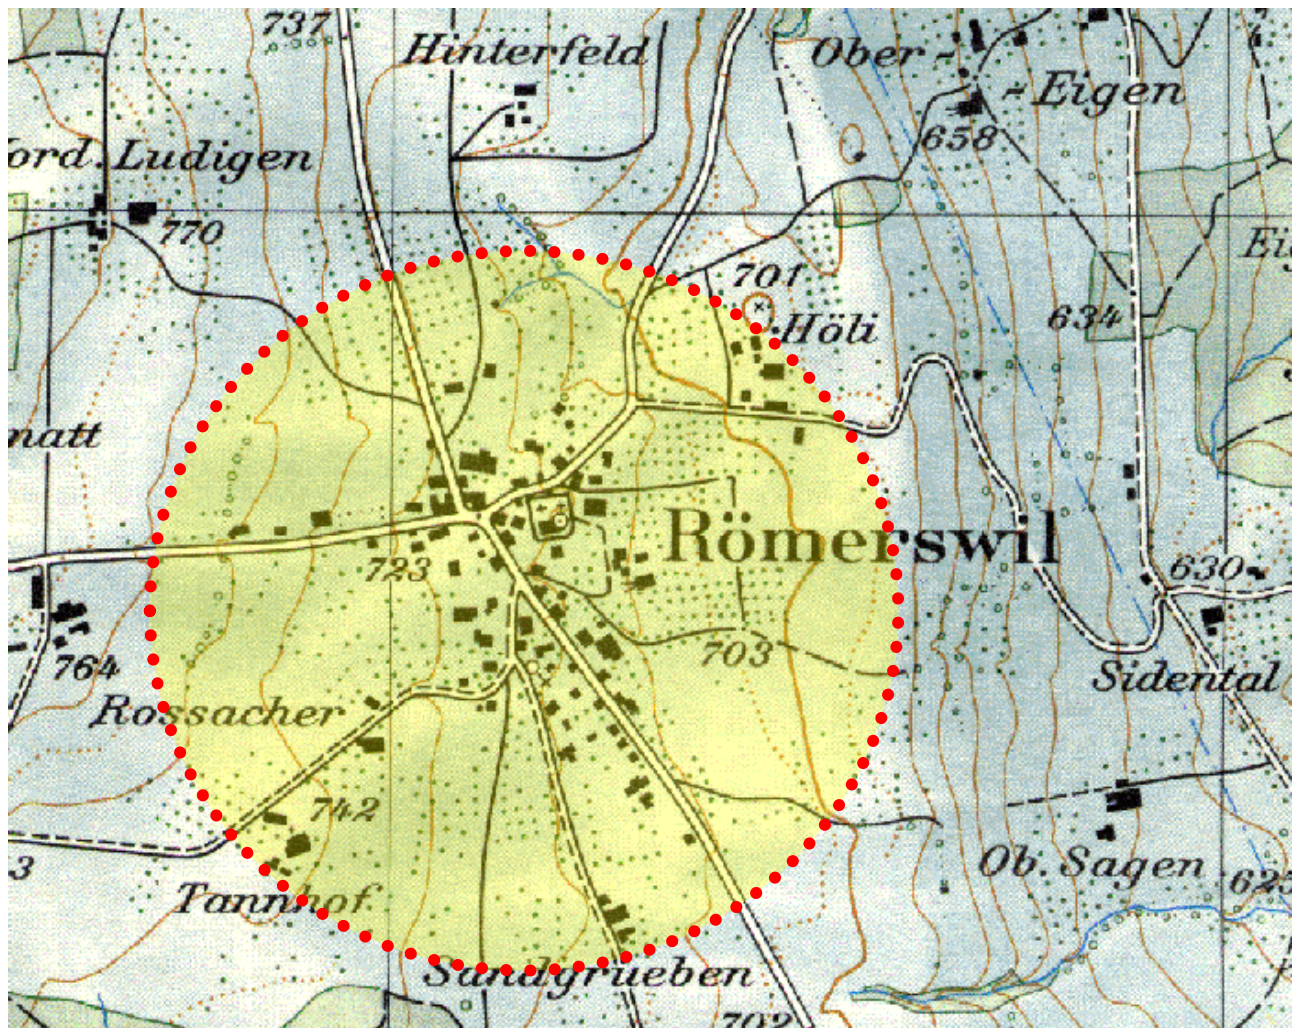 737
Hinterfeld
Ober-
-Eigen
658
ord. Ludigen
770
701
Höli
634
natt
Römerswil
723
630
764
703
Sidental
Rossacher
742
Ob. Sagen
3
625
Tannhof
Sandgrueben
702